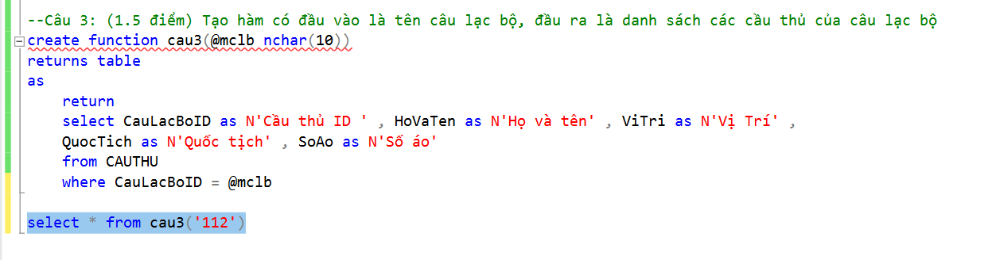 --Câu 3: (1.5 điểm) Tạo hàm có đầu vào là tên câu lạc bộ, đầu ra là danh sách các cầu thủ của câu lạc bộ
create function cau3(@mclb nchar(10))
returns table
as
return
select CauLacBoID as N'Cầu thủ ID ' , HoVaTen as N'Họ và tên' , ViTri as N'Vị Trí' ,
QuocTich as N'Quốc tịch' , SoAo as N'Số áo'
from CAUTHU
where CauLacBoID = @mclb
select * from cau3('112')